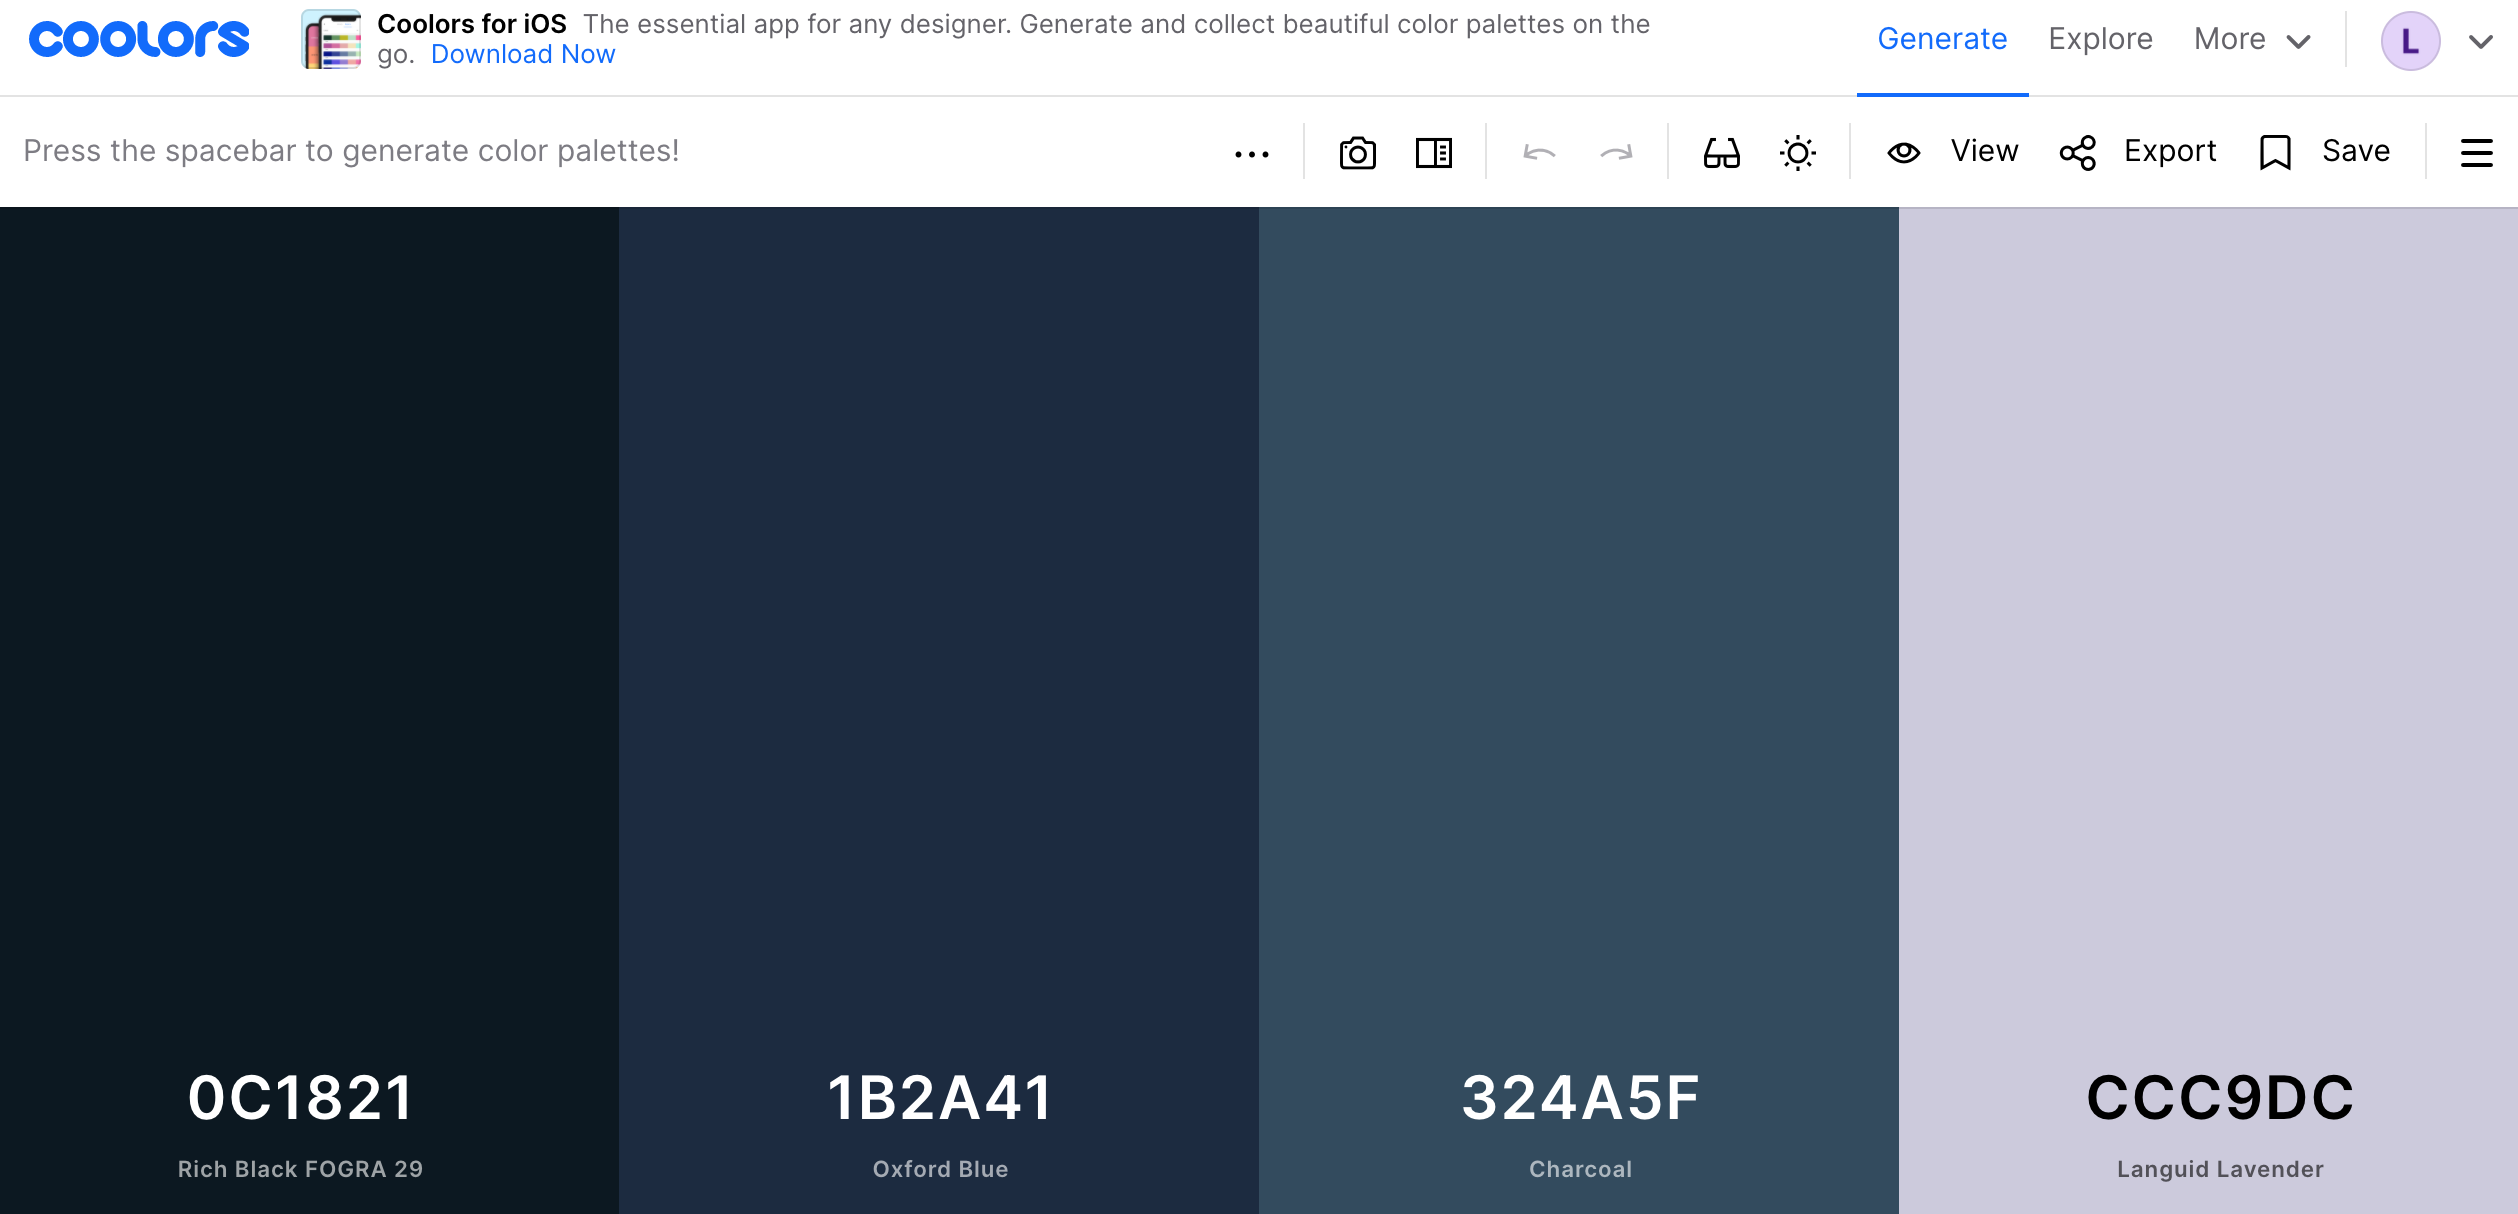 coolors
Coolors for iOS The essential app for any designer. Generate and collect beautiful color palettes on the
go. Download Now
Generate
Explore
More
L
Press the spacebar to generate color palettes!
View
Export
Save
0C1821
Rich Black FOGRA 29
1B2A41
Oxford Blue
324A5F
Charcoal
CCC9DC
Languid Lavender